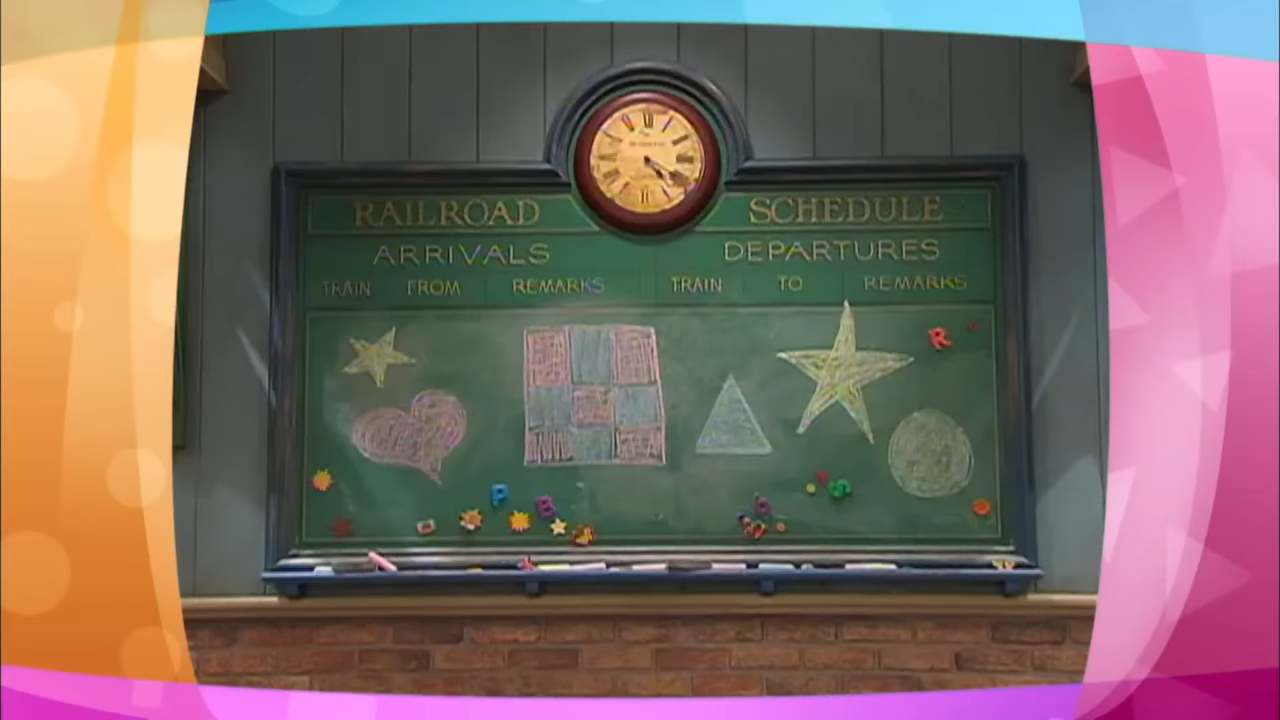 RAILROAD SCHEDULE
ARRIVALS DEPARTURES
TRAIN FROM REMARKS TRAIN TO REMARKS
R
P
S